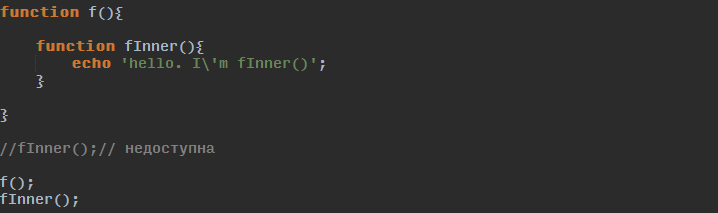 function f(){
function fInner(){
echo 'hello. I\'m fInner()';
}
}
//fInner();// недоступна
f();
fInner();